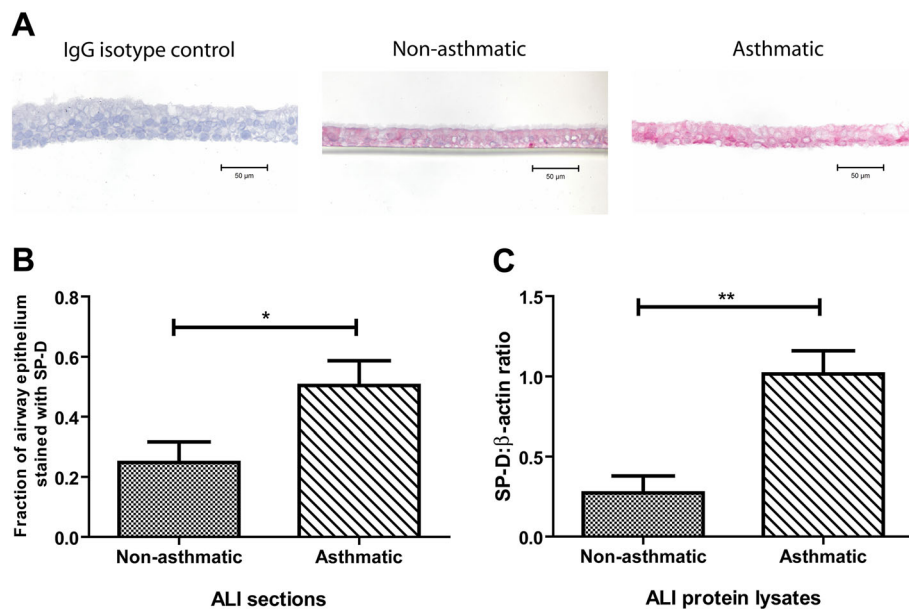 A
IgG isotype control
Non-asthmatic
Asthmatic
50 µm
50 µm
50 µm
B
Fraction of airway epithelium
stained with SP-D
0.8
0.6
0.4
0.2
0.0
*
Non-asthmatic
Asthmatic
ALI sections
C
SP-D:β-actin ratio
1.5
1.0
0.5
0.0
**
Non-asthmatic
Asthmatic
ALI protein lysates